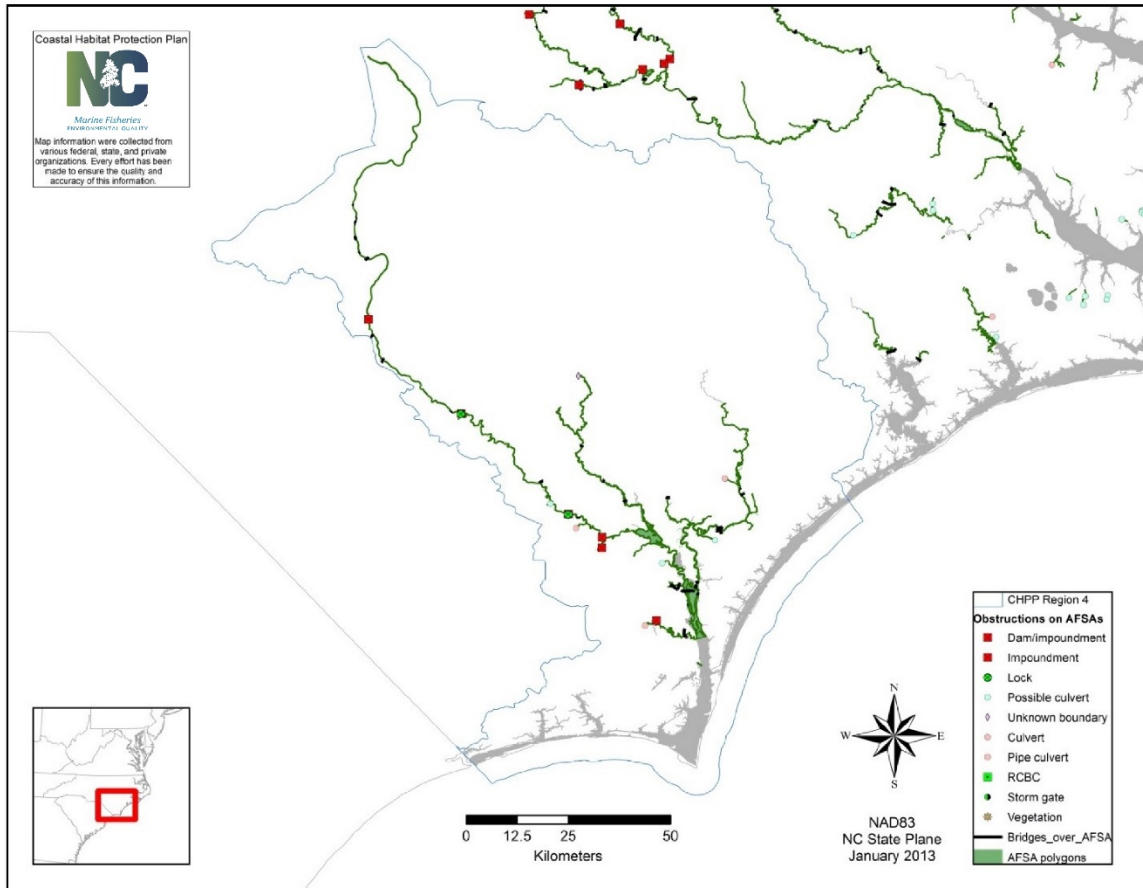 Coastal Habitat Protection Plan
NC
Marine Fisheries
ENVIRONMENTAL QUALITY
Map information were collected from
various federal, state, and private
organizations. Every effort has been
made to ensure the quality and
accuracy of this information.
CHPP Region 4
Obstructions on AFSAs
Dam/impoundment
Impoundment
Lock
Possible culvert
Unknown boundary
Culvert
Pipe culvert
RCBC
Storm gate
Vegetation
Bridges_over_AFSA
AFSA polygons
N
W E
S
NAD83
NC State Plane
January 2013
0 12.5 25 50
Kilometers